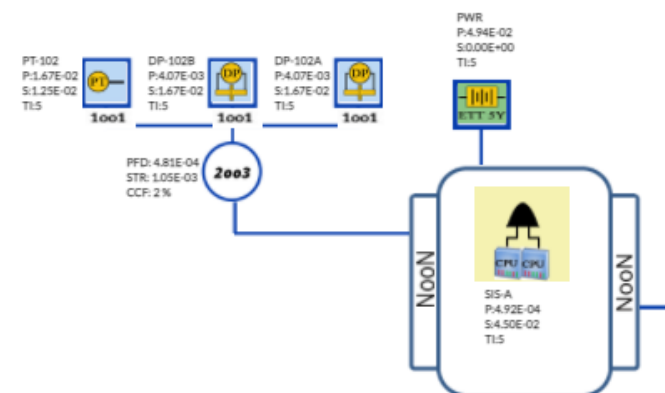 PWR
P:4.94E-02
S:0.00E+00
TI:5
ETT 5Y
PT-102
P:1.67E-02
S:1.25E-02
TI:5
PT
1oo1
DP-102B
P:4.07E-03
S:1.67E-02
TI:5
DP
1oo1
DP-102A
P:4.07E-03
S:1.67E-02
TI:5
DP
1oo1
PFD: 4.81E-04
STR: 1.05E-03
CCF: 2 %
2oo3
NooN
CPU CPU
SIS-A
P:4.92E-04
S:4.50E-02
TI:5
NooN